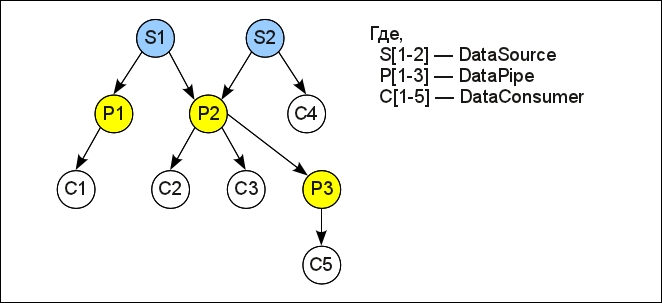 S1 S2
Где,
S[1-2] — DataSource
P[1-3] — DataPipe
C[1-5] — DataConsumer
P1 P2 C4
C1 C2 C3 P3
C5